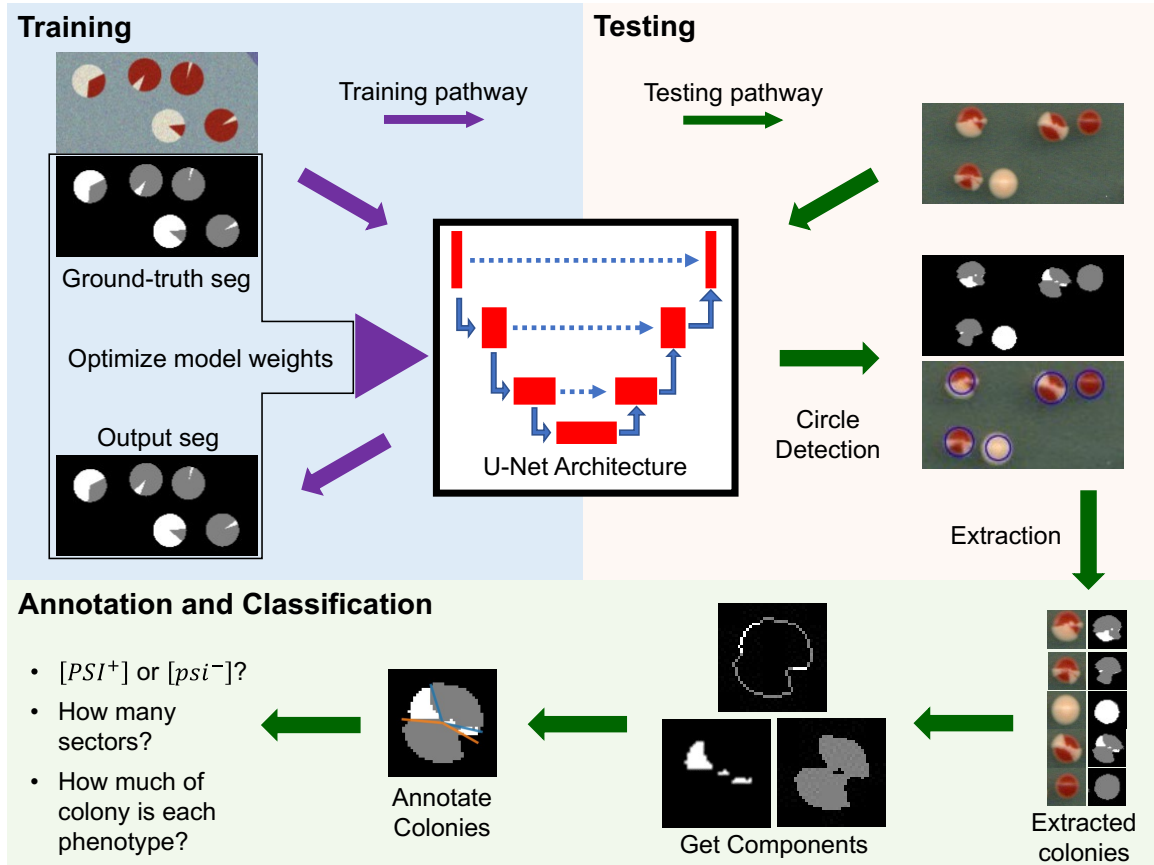 Training
Training pathway
Ground-truth seg
Optimize model weights
Output seg
Testing
Testing pathway
U-Net Architecture
Circle
Detection
Extraction
Annotation and Classification
• [𝑃𝑆𝐼⁺] or [𝑝𝑠𝑖⁻]?
• How many
sectors?
• How much of
colony is each
phenotype?
Annotate
Colonies
Get Components
Extracted
colonies